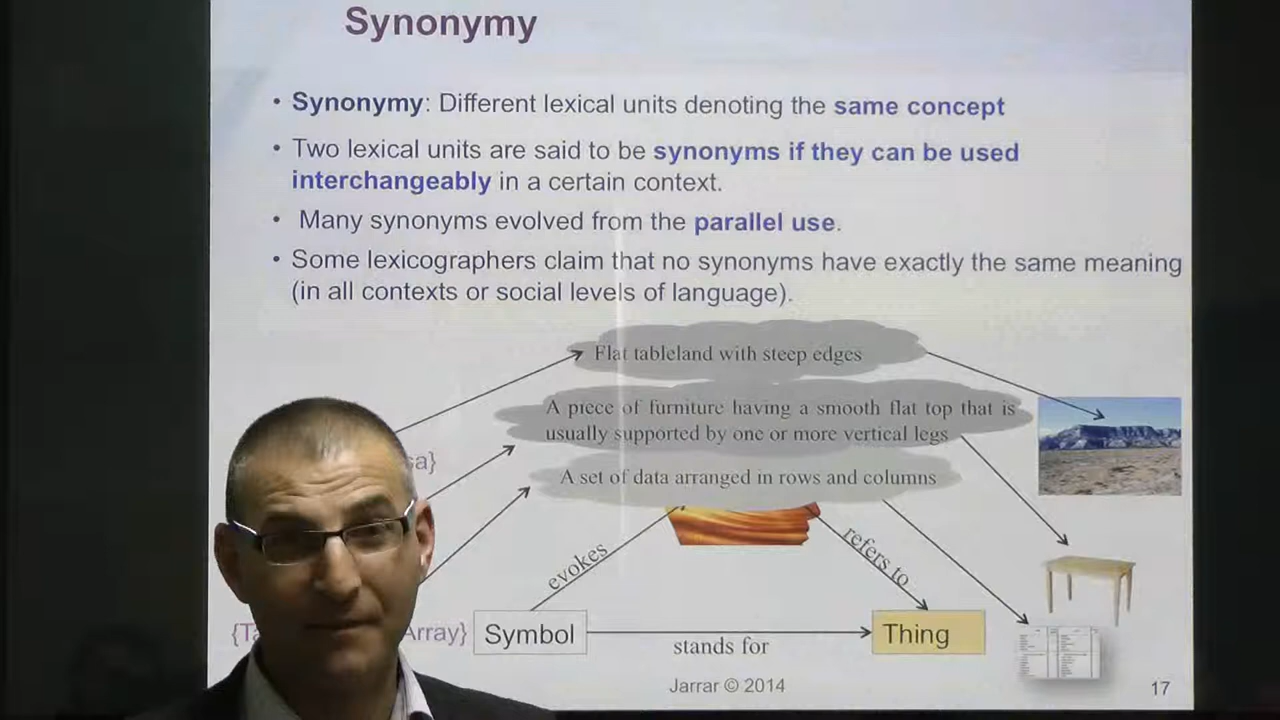 Synonymy
• Synonymy: Different lexical units denoting the same concept
• Two lexical units are said to be synonyms if they can be used
interchangeably in a certain context.
• Many synonyms evolved from the parallel use.
• Some lexicographers claim that no synonyms have exactly the same meaning
(in all contexts or social levels of language).
Flat tableland with steep edges
A piece of furniture having a smooth flat top that is
usually supported by one or more vertical legs
A set of data arranged in rows and columns
evokes
refers to
Array}
Symbol
stands for
Thing
Jarrar © 2014
17